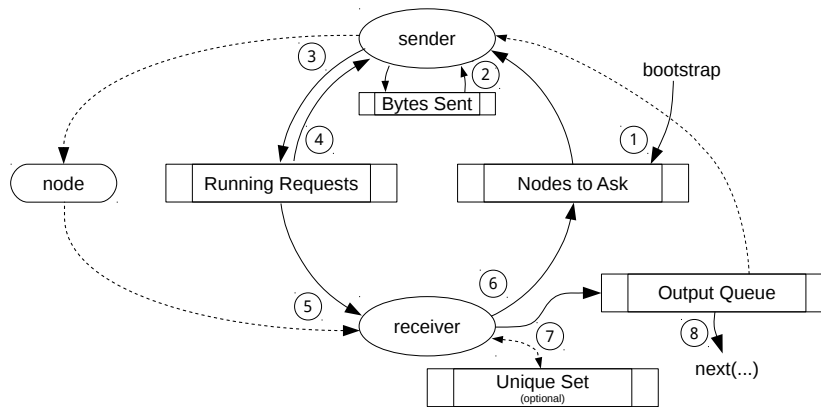 sender
3
2
bootstrap
Bytes Sent
4
1
node
Running Requests
Nodes to Ask
6
5
Output Queue
receiver
7
8
next(...)
Unique Set
(optional)